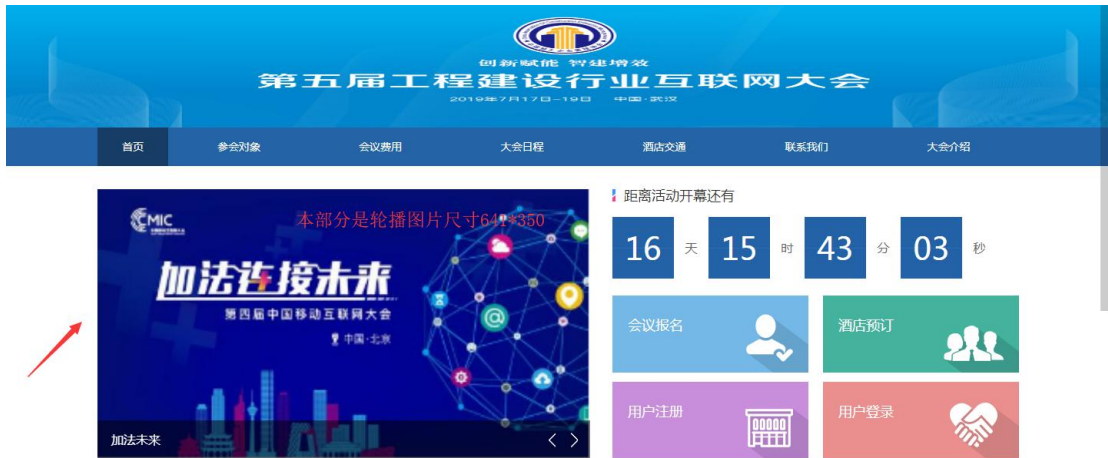 创新赋能 智建增效
第五届工程建设行业互联网大会
2019年7月17日-19日 中国·武汉
首页 参会对象 会议费用 大会日程 酒店交通 联系我们 大会介绍
CMIC
本部分是轮播图片尺寸641*350
加法连接未来
第四届中国移动互联网大会
中国·北京
加法未来
距离活动开幕还有
16 天 15 时 43 分 03 秒
会议报名
酒店预订
用户注册
00000
用户登录